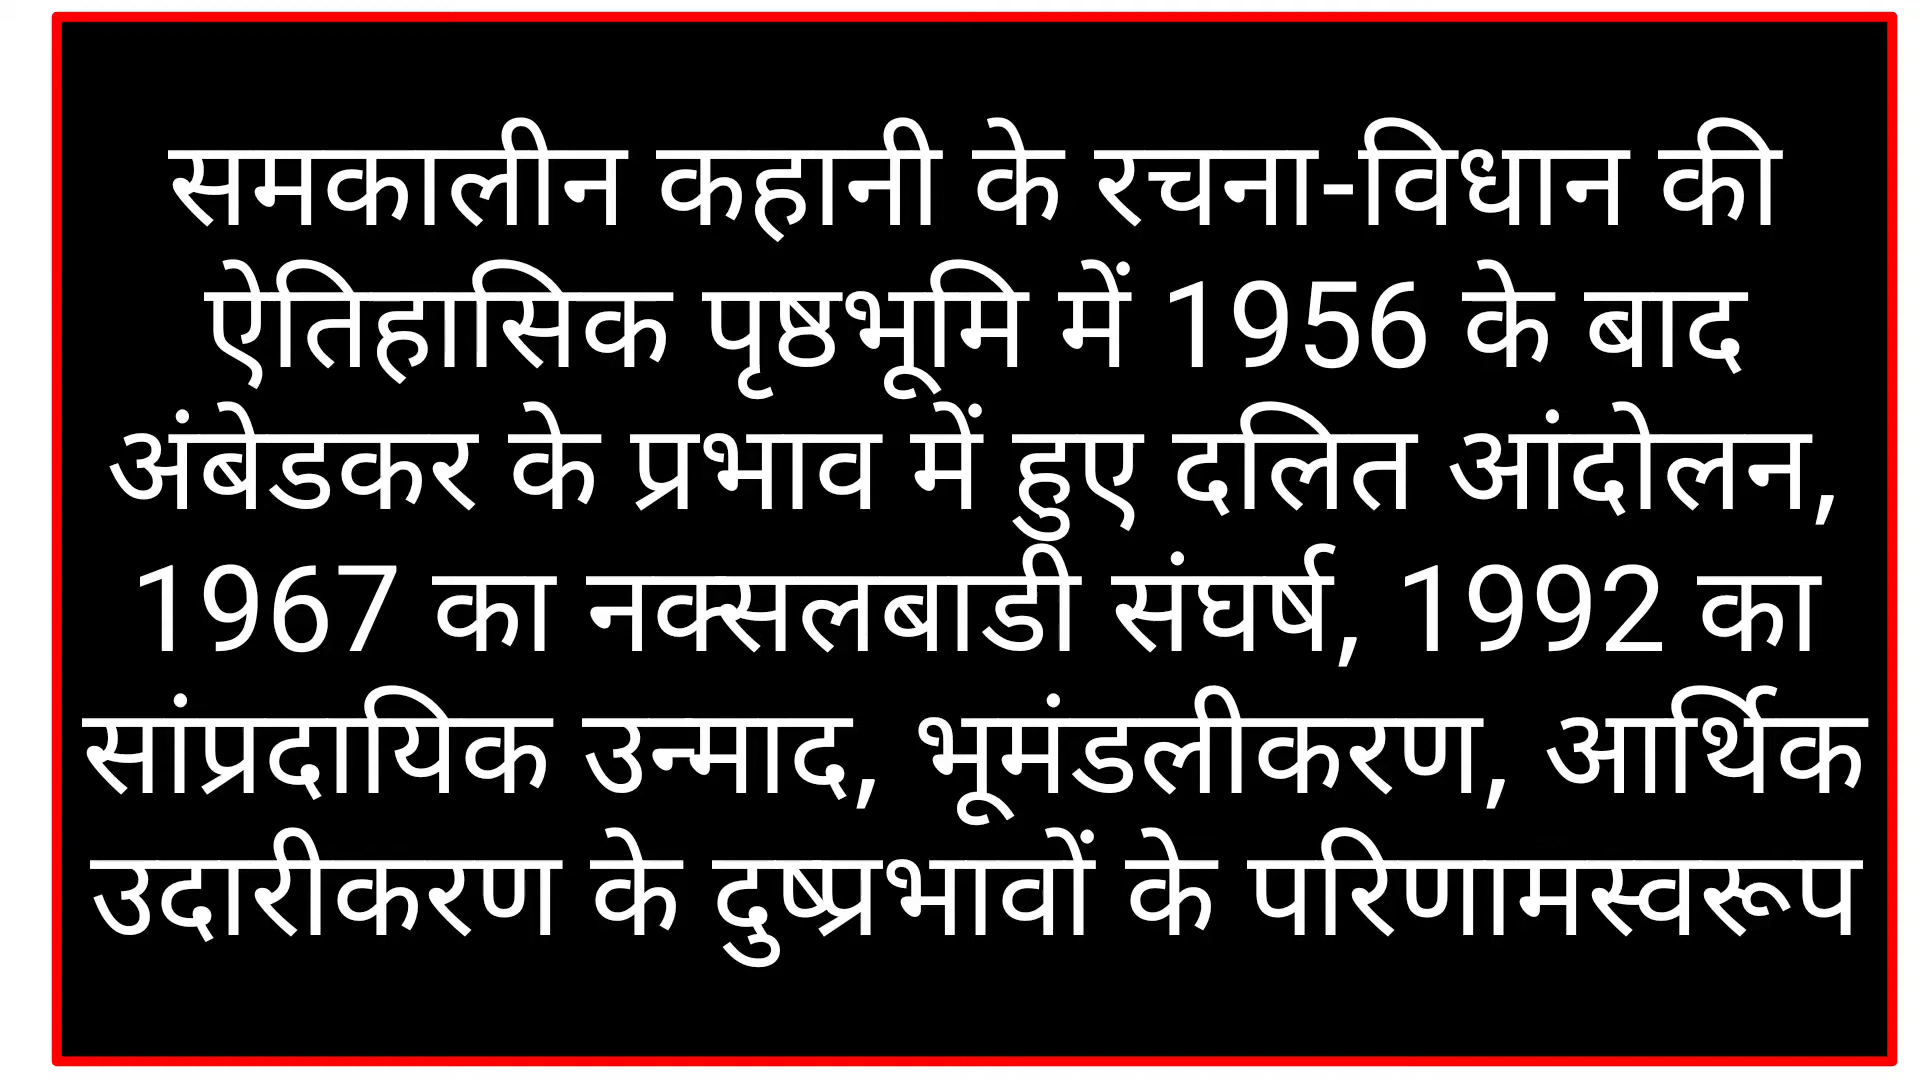 समकालीन कहानी के रचना-विधान की
ऐतिहासिक पृष्ठभूमि में 1956 के बाद
अंबेडकर के प्रभाव में हुए दलित आंदोलन,
1967 का नक्सलबाडी संघर्ष, 1992 का
सांप्रदायिक उन्माद, भूमंडलीकरण, आर्थिक
उदारीकरण के दुष्प्रभावों के परिणामस्वरूप